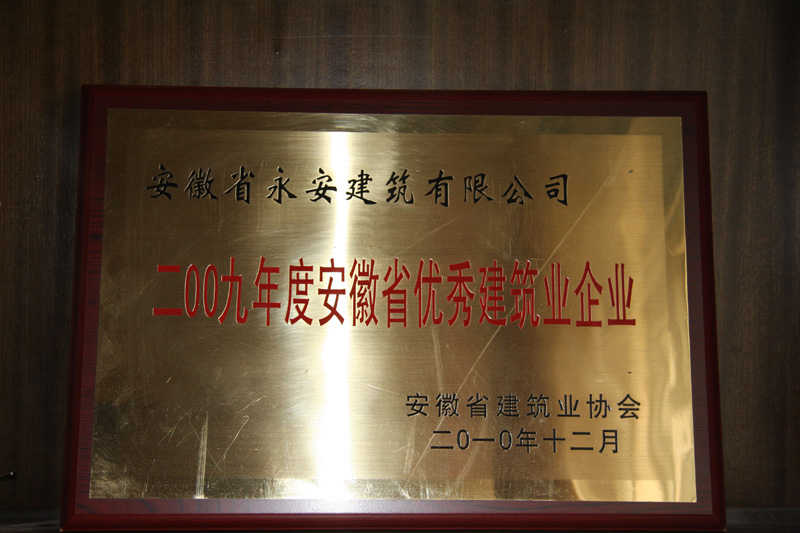 安徽省永安建筑有限公司
二00九年度安徽省优秀建筑业企业
安徽省建筑业协会
二0一0年十二月